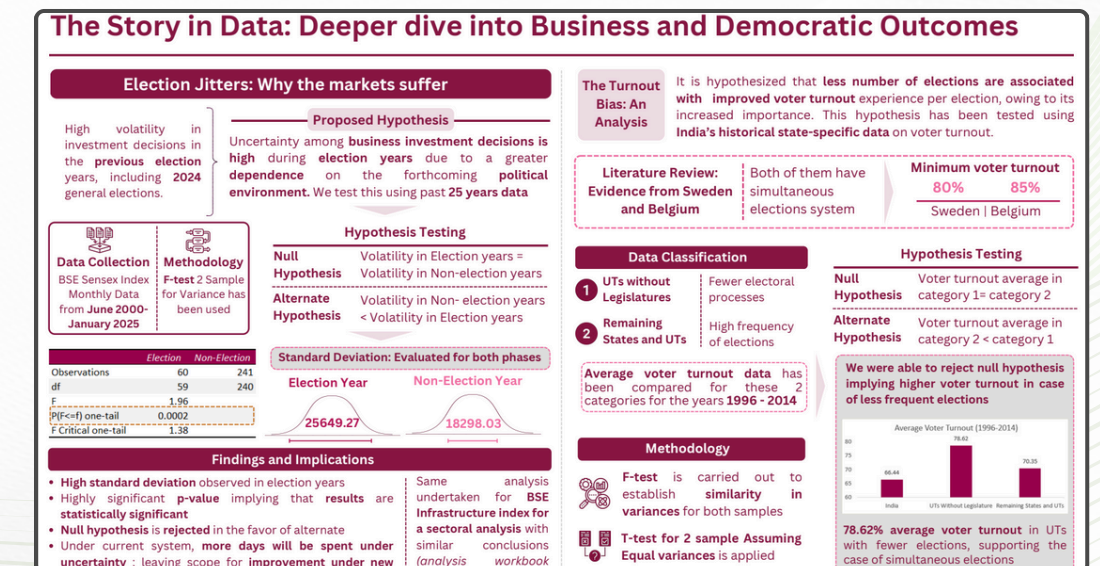 The Story in Data: Deeper dive into Business and Democratic Outcomes
Election Jitters: Why the markets suffer
High volatility in
investment decisions in
the previous election
years, including 2024
general elections.
Proposed Hypothesis
Uncertainty among business investment decisions is
high during election years due to a greater
dependence on the forthcoming political
environment. We test this using past 25 years data
Data Collection
BSE Sensex Index
Monthly Data
from June 2000-
January 2025
Methodology
F-test 2 Sample
for Variance has
been used
Hypothesis Testing
Null
Hypothesis
Volatility in Election years =
Volatility in Non-election years
Alternate
Hypothesis
Volatility in Non- election years
< Volatility in Election years
Election Non-Election
Observations 60 241
df 59 240
F 1.96
P(F<=f) one-tail 0.0002
F Critical one-tail 1.38
Standard Deviation: Evaluated for both phases
Election Year
25649.27
Non-Election Year
18298.03
Findings and Implications
• High standard deviation observed in election years
• Highly significant p-value implying that results are
statistically significant
• Null hypothesis is rejected in the favor of alternate
• Under current system, more days will be spent under
uncertainty ; leaving scope for improvement under new
Same analysis
undertaken for BSE
Infrastructure index for
a sectoral analysis with
similar conclusions
(analysis workbook
The Turnout
Bias: An
Analysis
It is hypothesized that less number of elections are associated
with improved voter turnout experience per election, owing to its
increased importance. This hypothesis has been tested using
India's historical state-specific data on voter turnout.
Literature Review:
Evidence from Sweden
and Belgium
Both of them have
simultaneous
elections system
Minimum voter turnout
80% 85%
Sweden | Belgium
Data Classification
1 UTs without
Legislatures
Fewer electoral
processes
2 Remaining
States and UTs
High frequency
of elections
Average voter turnout data has
been compared for these 2
categories for the years 1996 - 2014
Methodology
F-test is carried out to
establish similarity in
variances for both samples
T-test for 2 sample Assuming
Equal variances is applied
Hypothesis Testing
Null
Hypothesis
Voter turnout average in
category 1= category 2
Alternate
Hypothesis
Voter turnout average in
category 2 < category 1
We were able to reject null hypothesis
implying higher voter turnout in case
of less frequent elections
Average Voter Turnout (1996-2014)
80
75
70
65
60
66.44
78.62
70.35
India UTs Without Legislature Remaining States and UTs
78.62% average voter turnout in UTs
with fewer elections, supporting the
case of simultaneous elections